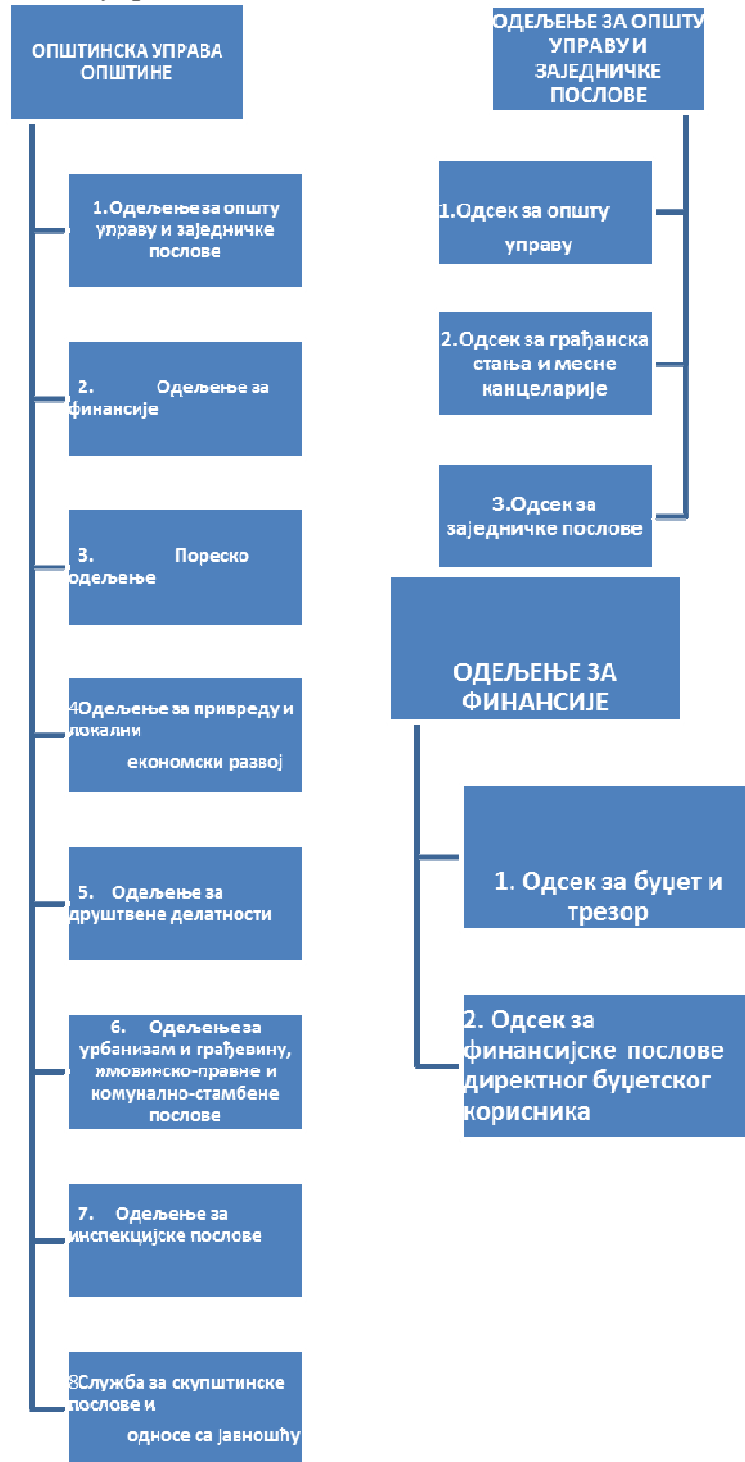 ОПШТИНСКА УПРАВА
ОПШТИНЕ
1.Одељење за општу
управу и заједничке
послове
2. Одељење за
финансије
3. Пореско
одељење
4Одељење за привреду и
локални
економски развој
5. Одељење за
друштвене делатности
6. Одељење за
урбанизам и грађевину,
имовинско-правне и
комунално-стамбене
послове
7. Одељење за
инспекцијске послове
8Служба за скупштинске
послове и
односе са јавношћу
ОДЕЉЕЊЕ ЗА ОПШТУ
УПРАВУ И
ЗАЈЕДНИЧКЕ
ПОСЛОВЕ
1.Одсек за општу
управу
2.Одсек за грађанска
стања и месне
канцеларије
3.Одсек за
заједничке послове
ОДЕЉЕЊЕ ЗА
ФИНАНСИЈЕ
1. Одсек за буџет и
трезор
2. Одсек за
финансијске послове
директног буџетског
корисника